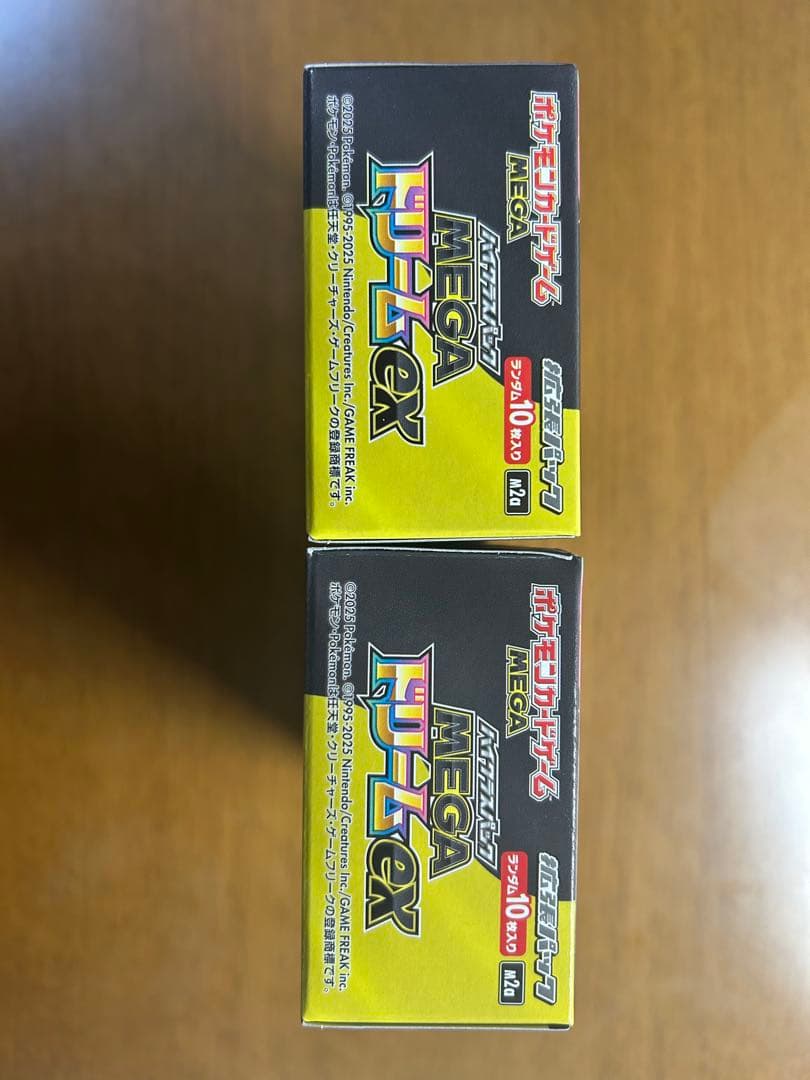 ポケモンカードゲーム
MEGA
拡張パック
ハイクラスパック
MEGA
ドリームex
ランダム10枚入り
M2a
©2025 Pokémon. ©1995-2025 Nintendo/Creatures Inc./GAME FREAK inc.
ポケモン・Pokémonは任天堂・クリーチャーズ・ゲームフリークの登録商標です。
ポケモンカードゲーム
MEGA
拡張パック
ハイクラスパック
MEGA
ドリームex
ランダム10枚入り
M2a
©2025 Pokémon. ©1995-2025 Nintendo/Creatures Inc./GAME FREAK inc.
ポケモン・Pokémonは任天堂・クリーチャーズ・ゲームフリークの登録商標です。